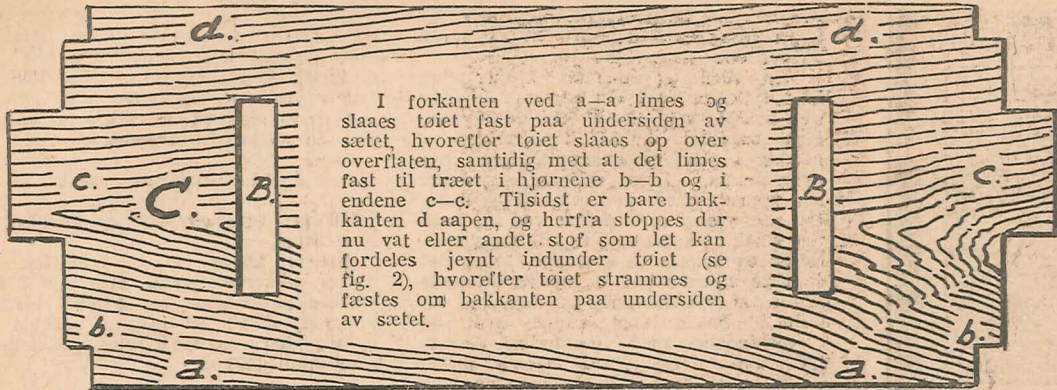 d. d.
I forkanten ved a—a limes og
slaaes tøiet fast paa undersiden av
sætet, hvorefter tøiet slaaes op over
overflaten, samtidig med at det limes
fast til træet i hjørnene b—b og i
endene c—c. Tilsidst er bare bak-
kanten d aapen, og herfra stoppes der
nu vat eller andet stof som let kan
fordeles jevnt indunder tøiet (se
fig. 2), hvorefter tøiet strammes og
fæstes om bakkanten paa undersiden
av sætet.
c. C. B. B. c.
b. b.
a. a.